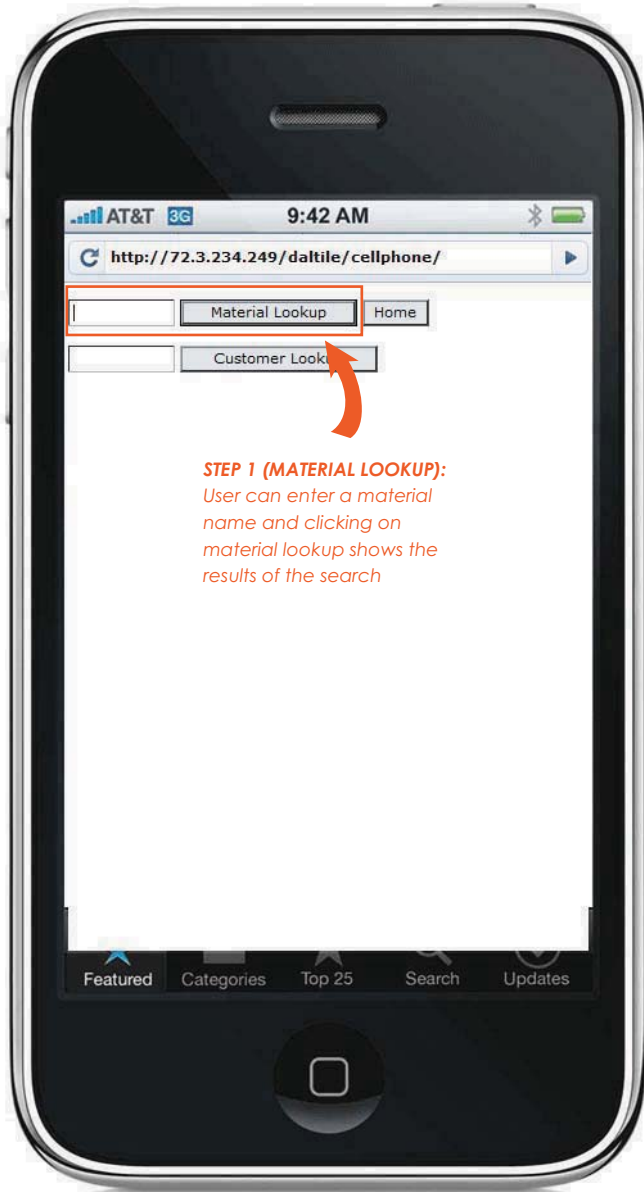 AT&T 3G 9:42 AM
http://72.3.234.249/daltile/cellphone/
Material Lookup Home
Customer Looku
STEP 1 (MATERIAL LOOKUP):
User can enter a material
name and clicking on
material lookup shows the
results of the search
Featured Categories Top 25 Search Updates